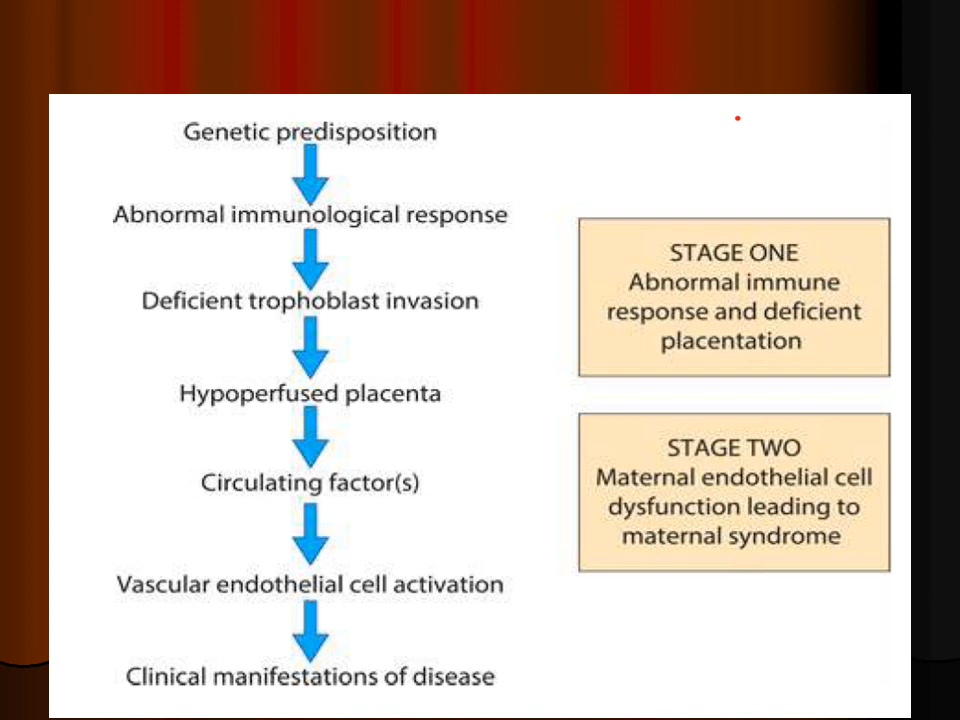 Genetic predisposition
Abnormal immunological response
Deficient trophoblast invasion
Hypoperfused placenta
Circulating factor(s)
Vascular endothelial cell activation
Clinical manifestations of disease
STAGE ONE
Abnormal immune
response and deficient
placentation
STAGE TWO
Maternal endothelial cell
dysfunction leading to
maternal syndrome